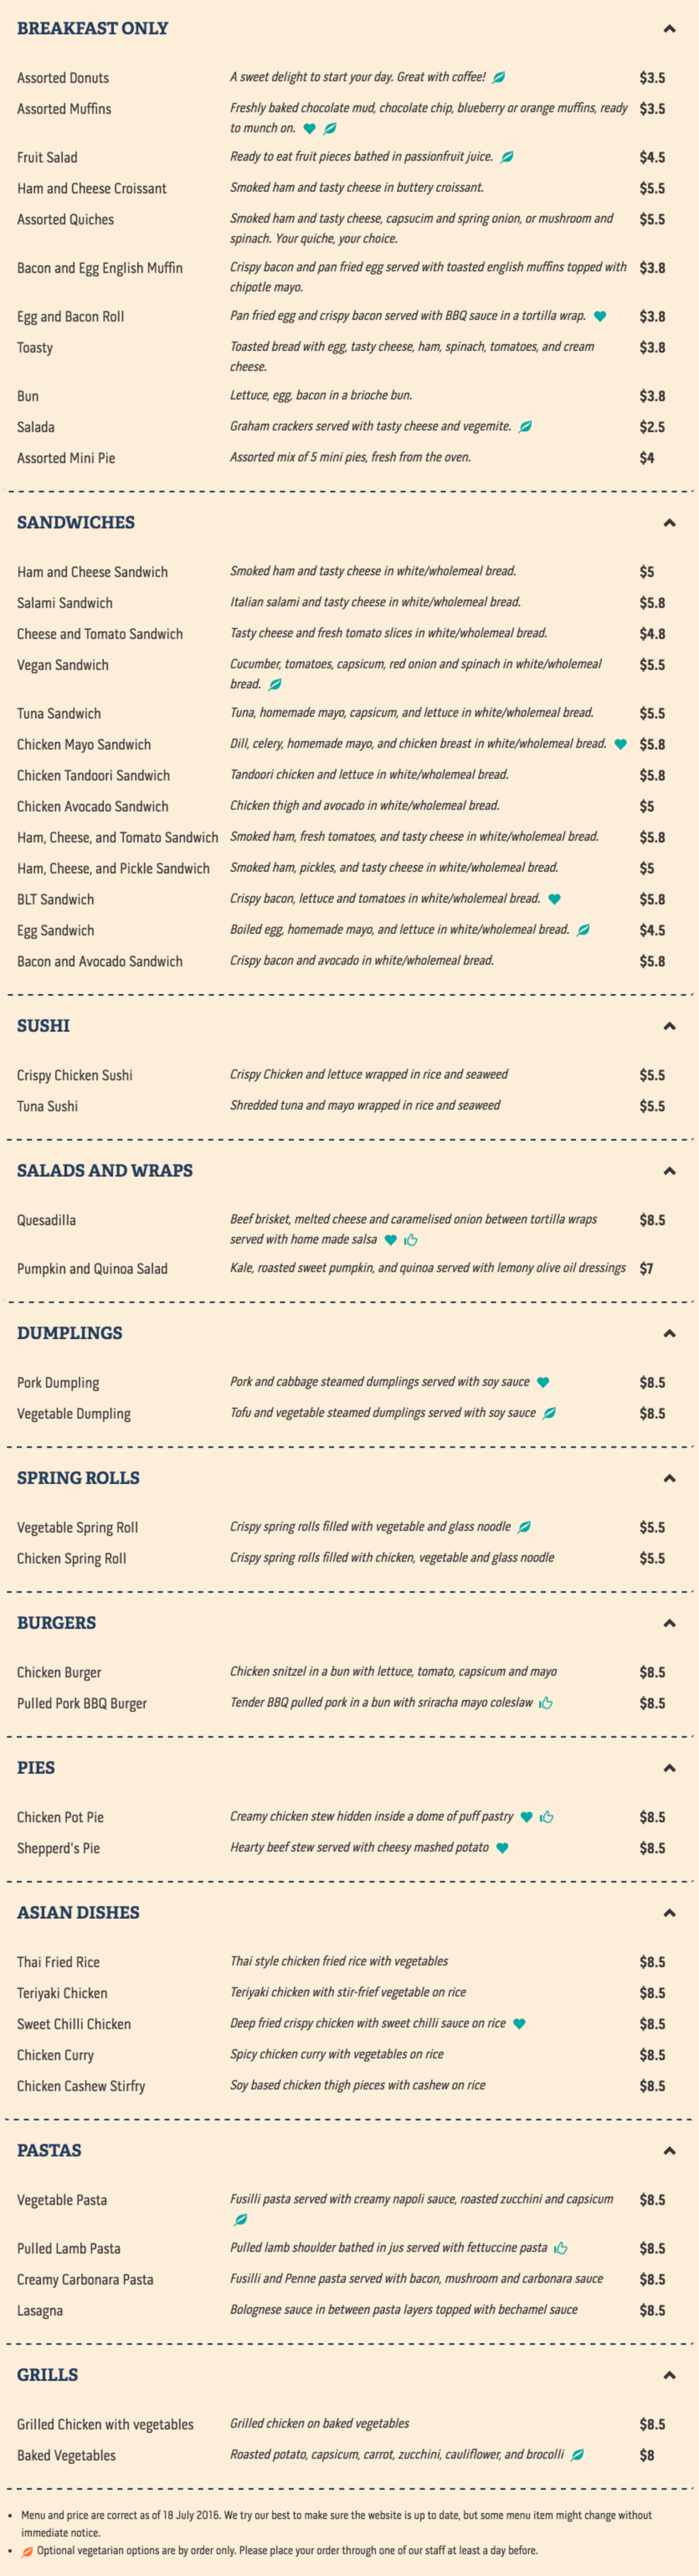 BREAKFAST ONLY
Assorted Donuts A sweet delight to start your day. Great with coffee! $3.5
Assorted Muffins Freshly baked chocolate mud, chocolate chip, blueberry or orange muffins, ready $3.5
to munch on.
Fruit Salad Ready to eat fruit pieces bathed in passionfruit juice. $4.5
Ham and Cheese Croissant Smoked ham and tasty cheese in buttery croissant. $5.5
Assorted Quiches Smoked ham and tasty cheese, capsucim and spring onion, or mushroom and $5.5
spinach. Your quiche, your choice.
Bacon and Egg English Muffin Crispy bacon and pan fried egg served with toasted english muffins topped with $3.8
chipotle mayo.
Egg and Bacon Roll Pan fried egg and crispy bacon served with BBQ sauce in a tortilla wrap. $3.8
Toasty Toasted bread with egg, tasty cheese, ham, spinach, tomatoes, and cream $3.8
cheese.
Bun Lettuce, egg, bacon in a brioche bun. $3.8
Salada Graham crackers served with tasty cheese and vegemite. $2.5
Assorted Mini Pie Assorted mix of 5 mini pies, fresh from the oven. $4
SANDWICHES
Ham and Cheese Sandwich Smoked ham and tasty cheese in white/wholemeal bread. $5
Salami Sandwich Italian salami and tasty cheese in white/wholemeal bread. $5.8
Cheese and Tomato Sandwich Tasty cheese and fresh tomato slices in white/wholemeal bread. $4.8
Vegan Sandwich Cucumber, tomatoes, capsicum, red onion and spinach in white/wholemeal $5.5
bread.
Tuna Sandwich Tuna, homemade mayo, capsicum, and lettuce in white/wholemeal bread. $5.5
Chicken Mayo Sandwich Dill, celery, homemade mayo, and chicken breast in white/wholemeal bread. $5.8
Chicken Tandoori Sandwich Tandoori chicken and lettuce in white/wholemeal bread. $5.8
Chicken Avocado Sandwich Chicken thigh and avocado in white/wholemeal bread. $5
Ham, Cheese, and Tomato Sandwich Smoked ham, fresh tomatoes, and tasty cheese in white/wholemeal bread. $5.8
Ham, Cheese, and Pickle Sandwich Smoked ham, pickles, and tasty cheese in white/wholemeal bread. $5
BLT Sandwich Crispy bacon, lettuce and tomatoes in white/wholemeal bread. $5.8
Egg Sandwich Boiled egg, homemade mayo, and lettuce in white/wholemeal bread. $4.5
Bacon and Avocado Sandwich Crispy bacon and avocado in white/wholemeal bread. $5.8
SUSHI
Crispy Chicken Sushi Crispy Chicken and lettuce wrapped in rice and seaweed $5.5
Tuna Sushi Shredded tuna and mayo wrapped in rice and seaweed $5.5
SALADS AND WRAPS
Quesadilla Beef brisket, melted cheese and caramelised onion between tortilla wraps $8.5
served with home made salsa
Pumpkin and Quinoa Salad Kale, roasted sweet pumpkin, and quinoa served with lemony olive oil dressings $7
DUMPLINGS
Pork Dumpling Pork and cabbage steamed dumplings served with soy sauce $8.5
Vegetable Dumpling Tofu and vegetable steamed dumplings served with soy sauce $8.5
SPRING ROLLS
Vegetable Spring Roll Crispy spring rolls filled with vegetable and glass noodle $5.5
Chicken Spring Roll Crispy spring rolls filled with chicken, vegetable and glass noodle $5.5
BURGERS
Chicken Burger Chicken snitzel in a bun with lettuce, tomato, capsicum and mayo $8.5
Pulled Pork BBQ Burger Tender BBQ pulled pork in a bun with sriracha mayo coleslaw $8.5
PIES
Chicken Pot Pie Creamy chicken stew hidden inside a dome of puff pastry $8.5
Shepperd's Pie Hearty beef stew served with cheesy mashed potato $8.5
ASIAN DISHES
Thai Fried Rice Thai style chicken fried rice with vegetables $8.5
Teriyaki Chicken Teriyaki chicken with stir-frief vegetable on rice $8.5
Sweet Chilli Chicken Deep fried crispy chicken with sweet chilli sauce on rice $8.5
Chicken Curry Spicy chicken curry with vegetables on rice $8.5
Chicken Cashew Stirfry Soy based chicken thigh pieces with cashew on rice $8.5
PASTAS
Vegetable Pasta Fusilli pasta served with creamy napoli sauce, roasted zucchini and capsicum $8.5
Pulled Lamb Pasta Pulled lamb shoulder bathed in jus served with fettuccine pasta $8.5
Creamy Carbonara Pasta Fusilli and Penne pasta served with bacon, mushroom and carbonara sauce $8.5
Lasagna Bolognese sauce in between pasta layers topped with bechamel sauce $8.5
GRILLS
Grilled Chicken with vegetables Grilled chicken on baked vegetables $8.5
Baked Vegetables Roasted potato, capsicum, carrot, zucchini, cauliflower, and brocolli $8
• Menu and price are correct as of 18 July 2016. We try our best to make sure the website is up to date, but some menu item might change without
immediate notice.
• Optional vegetarian options are by order only. Please place your order through one of our staff at least a day before.